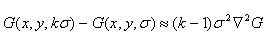 G(x, y, kσ) − G(x, y, σ) ≈ (k − 1)σ²∇²G